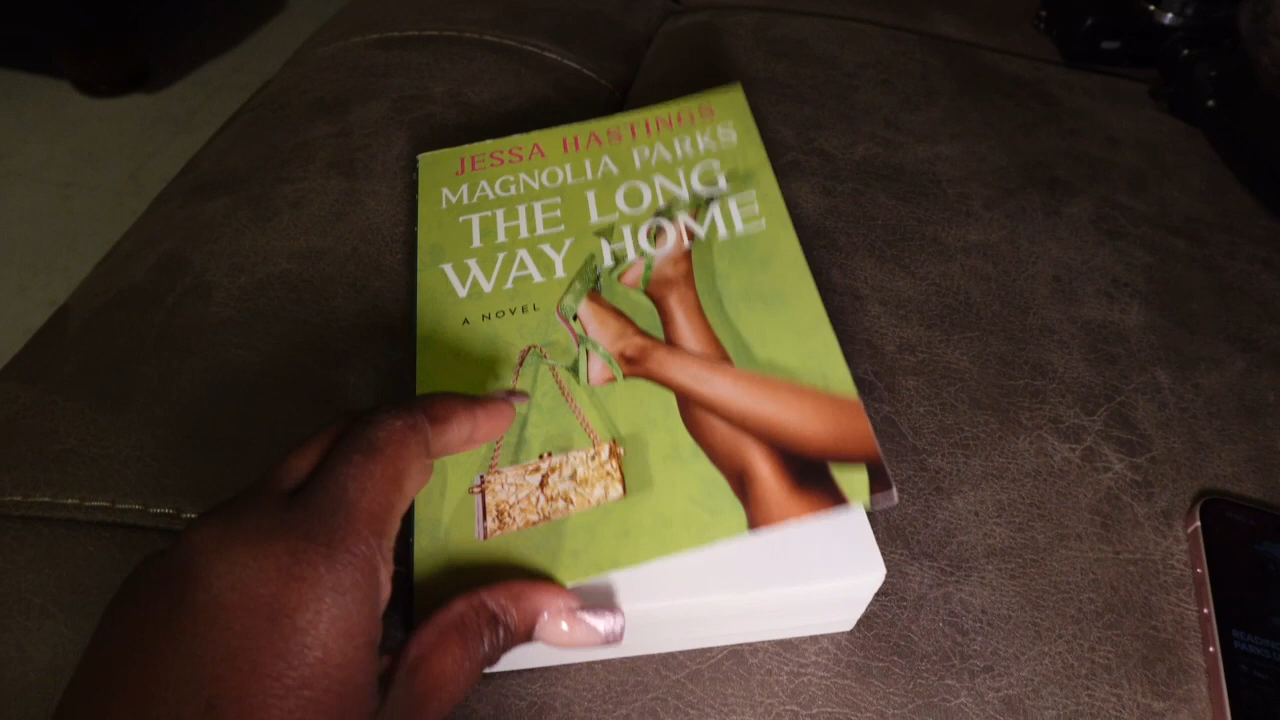 JESSA HASTINGS
MAGNOLIA PARKS
THE LONG
WAY HOME
A NOVEL